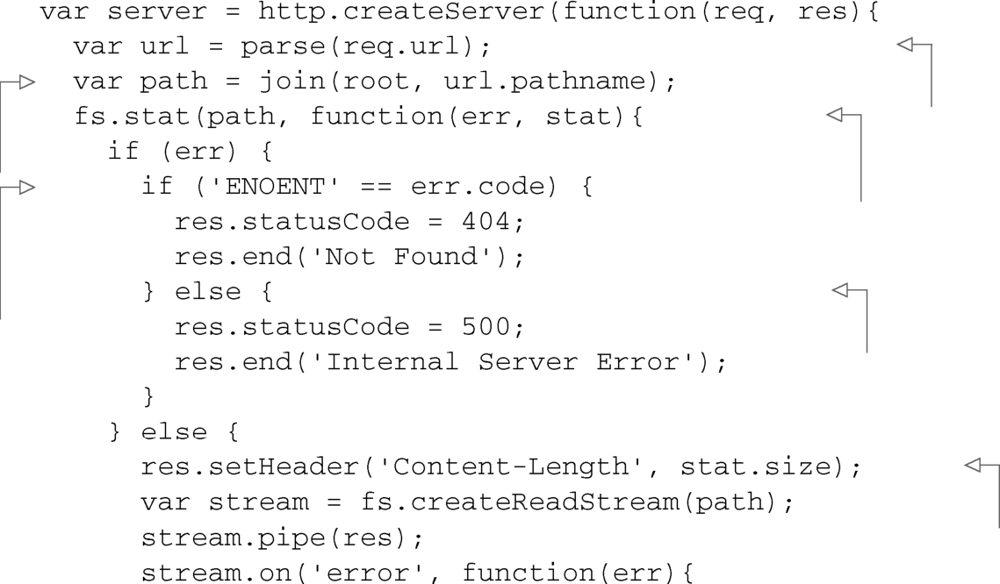 var server = http.createServer(function(req, res){
  var url = parse(req.url);
  var path = join(root, url.pathname);
  fs.stat(path, function(err, stat){
    if (err) {
      if ('ENOENT' == err.code) {
        res.statusCode = 404;
        res.end('Not Found');
      } else {
        res.statusCode = 500;
        res.end('Internal Server Error');
      }
    } else {
      res.setHeader('Content-Length', stat.size);
      var stream = fs.createReadStream(path);
      stream.pipe(res);
      stream.on('error', function(err){